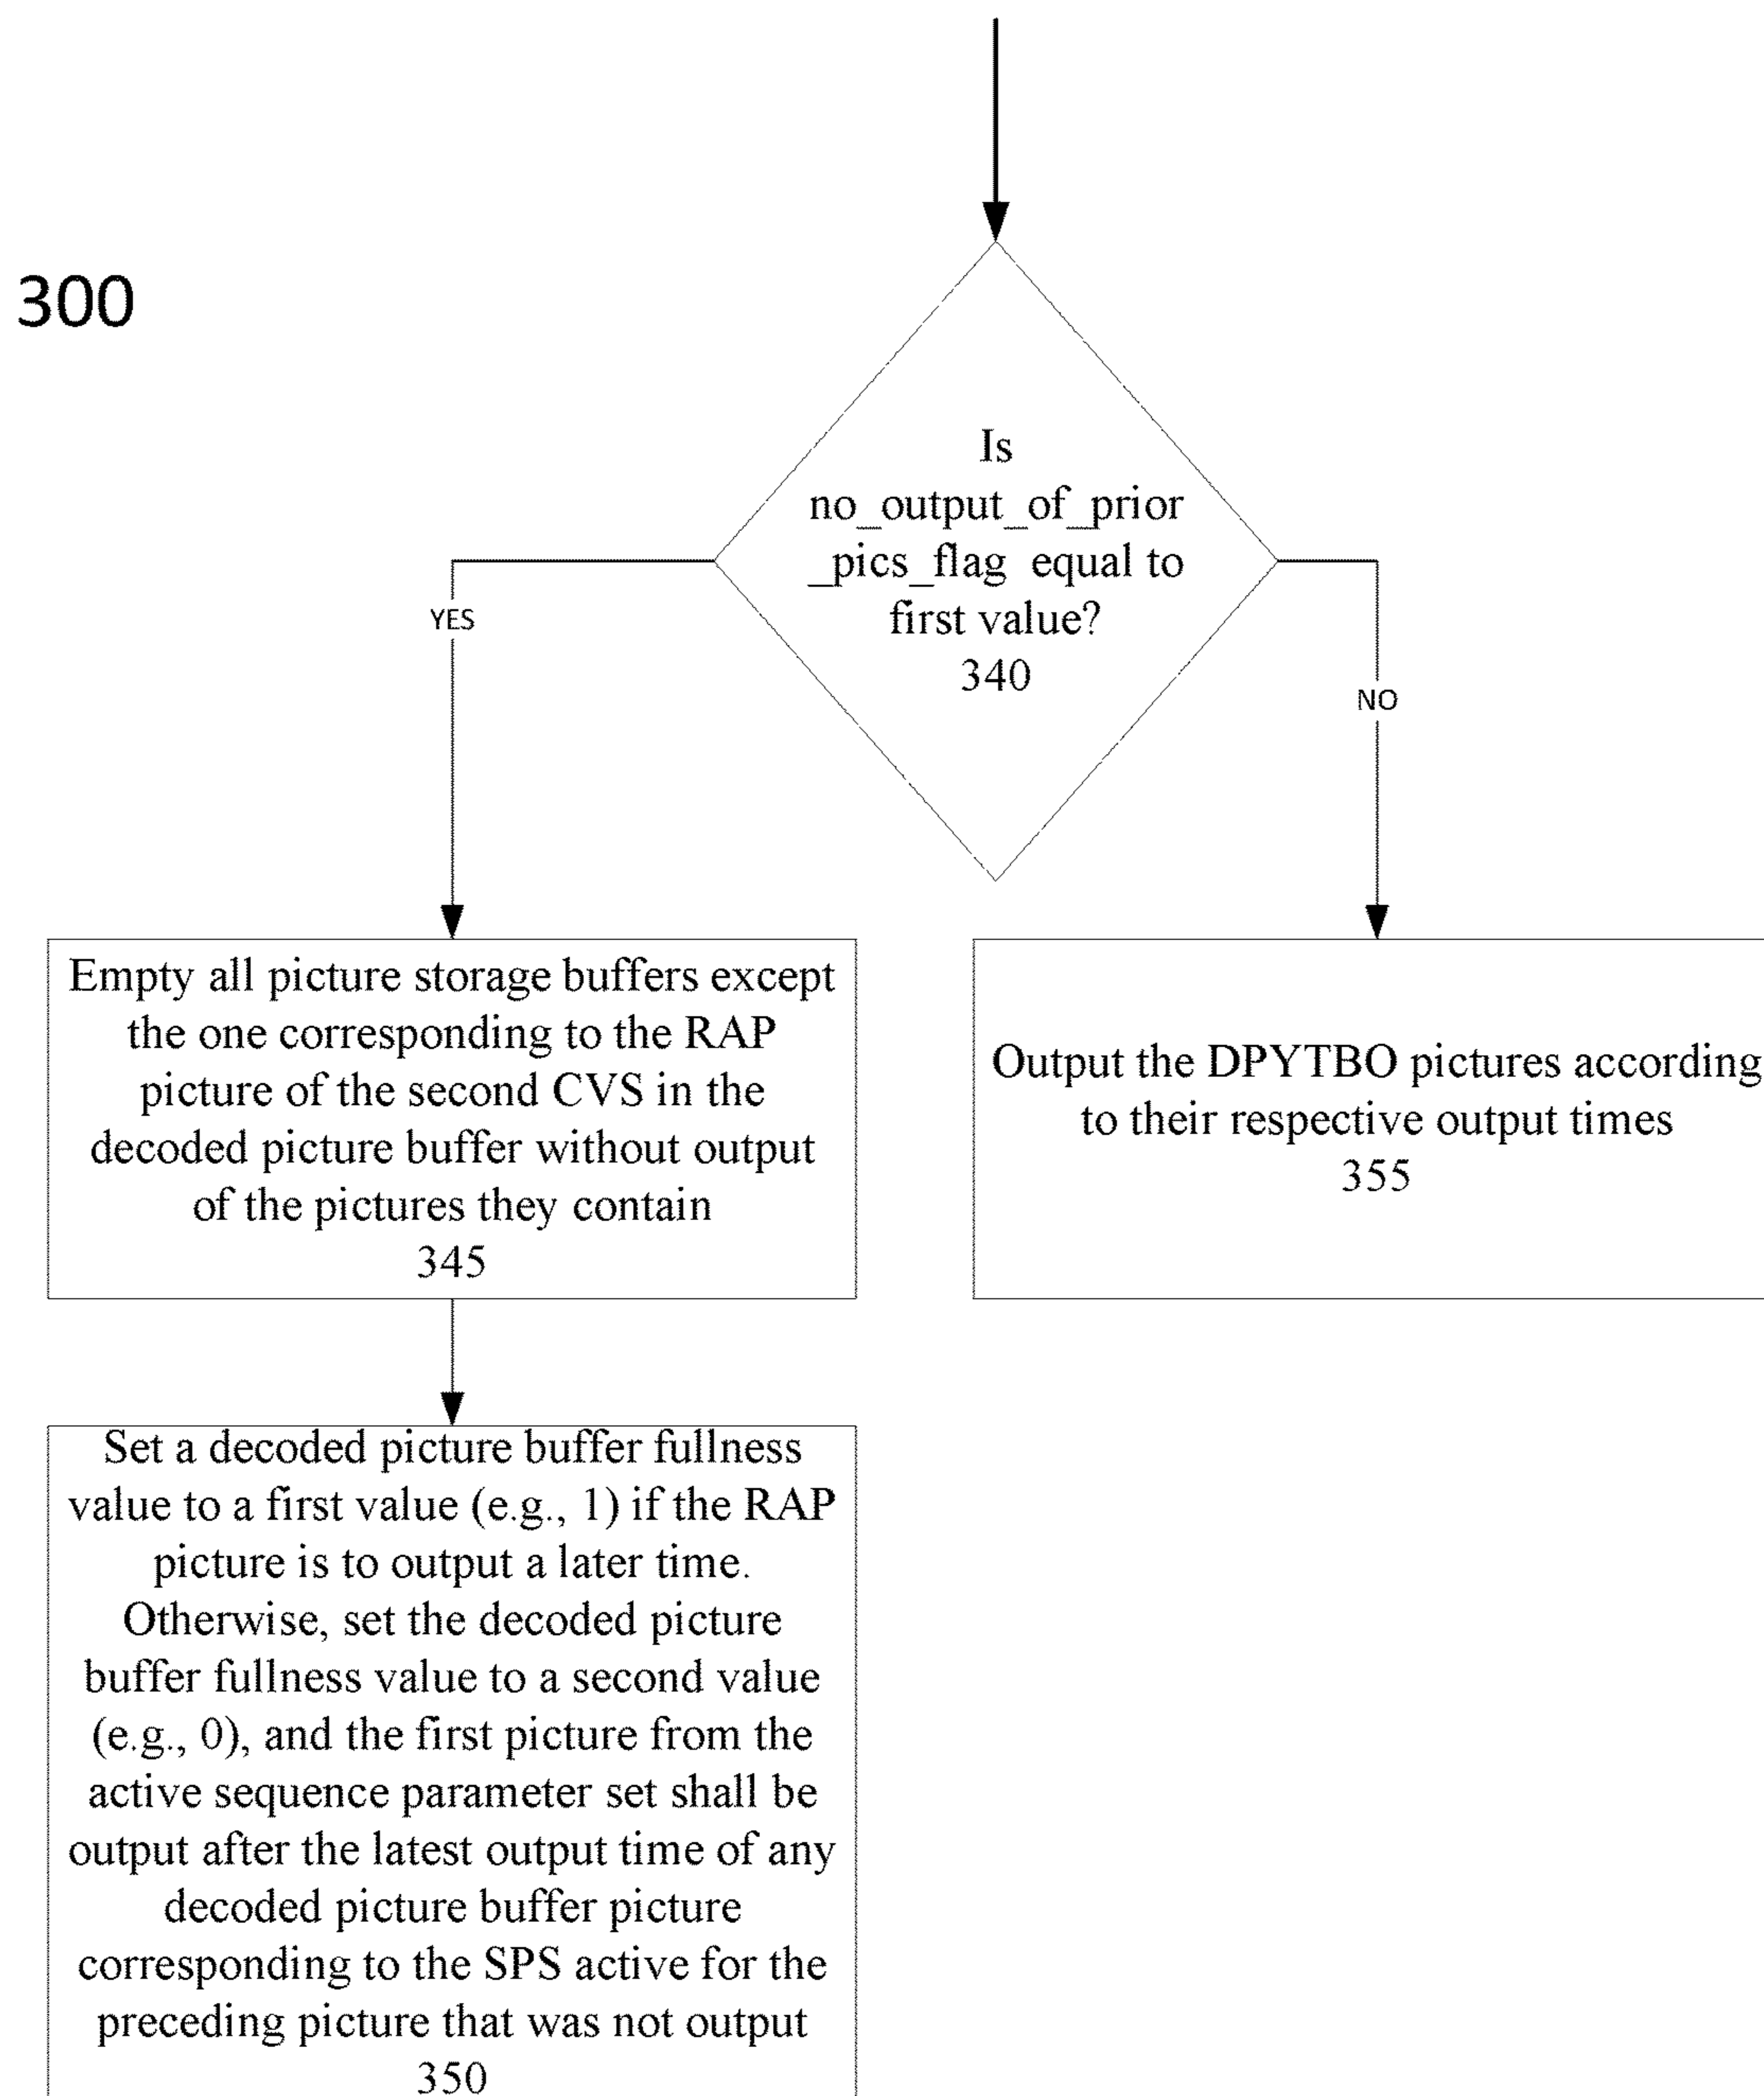 300
Is
no_output_of_prior
_pics_flag equal to
first value?
340
YES
NO
Empty all picture storage buffers except
the one corresponding to the RAP
picture of the second CVS in the
decoded picture buffer without output
of the pictures they contain
345
Output the DPYTBO pictures according
to their respective output times
355
Set a decoded picture buffer fullness
value to a first value (e.g., 1) if the RAP
picture is to output a later time.
Otherwise, set the decoded picture
buffer fullness value to a second value
(e.g., 0), and the first picture from the
active sequence parameter set shall be
output after the latest output time of any
decoded picture buffer picture
corresponding to the SPS active for the
preceding picture that was not output
350